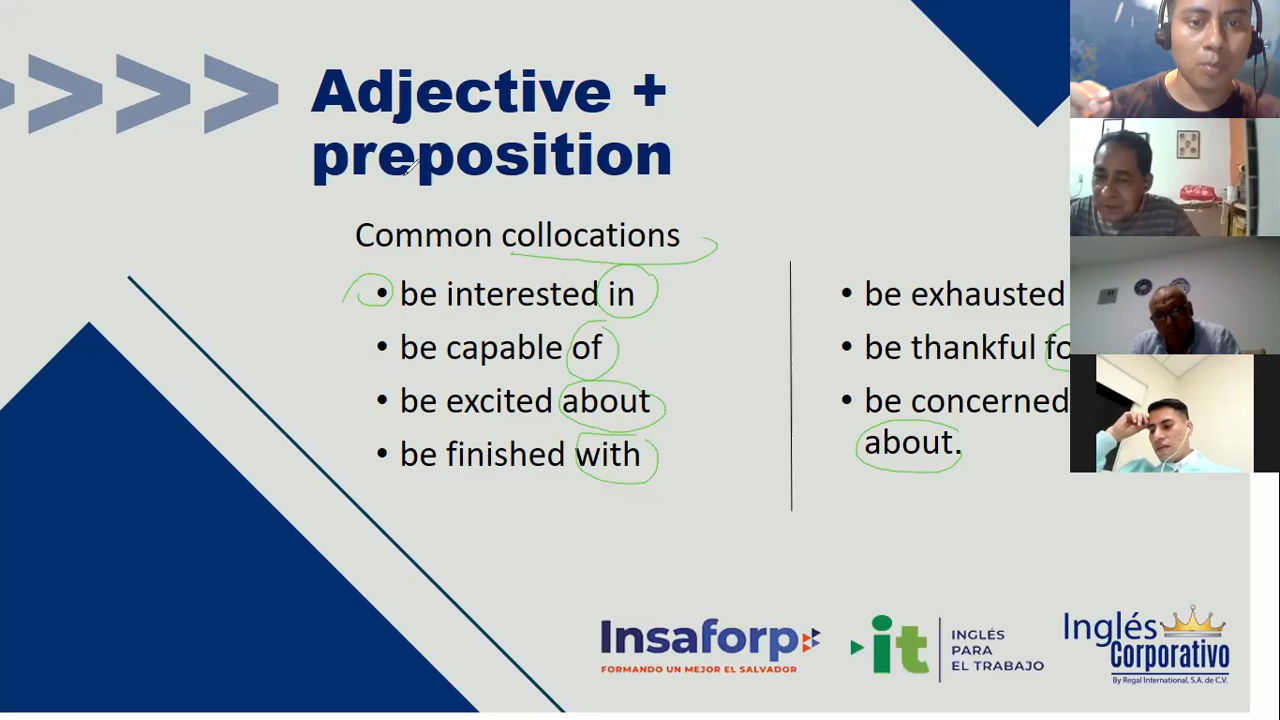 Adjective +
preposition
Common collocations
• be interested in
• be capable of
• be excited about
• be finished with
• be exhausted
• be thankful
• be concerned
about.
Insaforp
FORMANDO UN MEJOR EL SALVADOR
it
INGLÉS
PARA
EL TRABAJO
Inglés
Corporativo
By Regal International, S.A. de C.V.